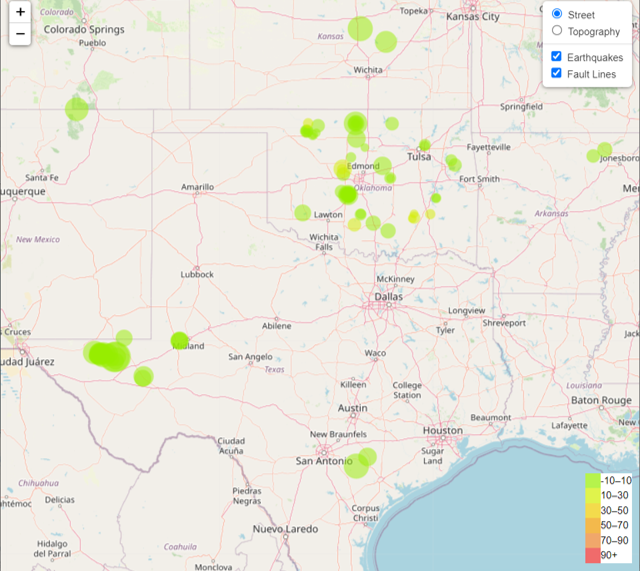 +
−
Street
Topography
Earthquakes
Fault Lines
Colorado
Colorado Springs
Pueblo
Topeka
Kansas City
Kansas
Wichita
Springfield
Santa Fe
uquerque
Amarillo
Edmond
Tulsa
Fayetteville
Jonesboro
Oklahoma
Fort Smith
Mer
Lawton
Arkansas
New Mexico
Wichita
Falls
Lubbock
McKinney
Dallas
Longview
s Cruces
Abilene
Tyler
Shreveport
Jack
udad Juárez
San Angelo
Waco
Texas
Killeen
College
Station
Louisiana
Austin
Baton Rouge
New Braunfels
Houston
Beaumont
Lafayette
New
Ciudad
Acuña
San Antonio
Sugar
Land
Chihuahua
Delicias
Piedras
Negras
Corpus
Christi
Nuevo Laredo
Hidalgo
del Parral
Coahuila
Monclova
-10–10
10–30
30–50
50–70
70–90
90+